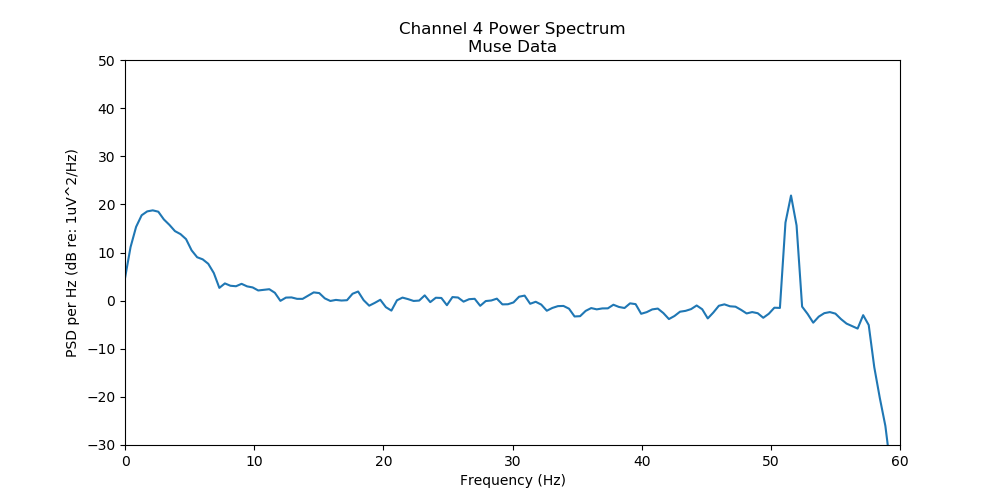 Channel 4 Power Spectrum
Muse Data
PSD per Hz (dB re: 1uV^2/Hz)
50
40
30
20
10
0
−10
−20
−30
0 10 20 30 40 50 60
Frequency (Hz)